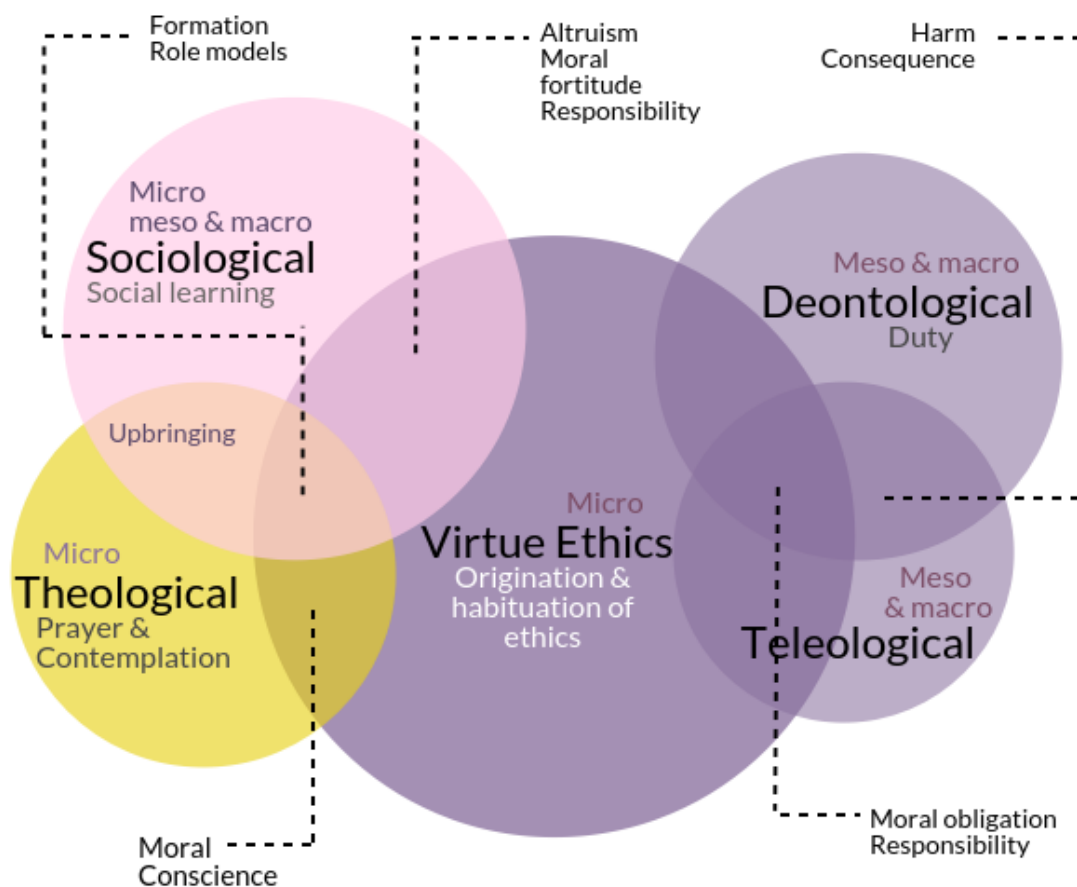 Formation
Role models
Altruism
Moral
fortitude
Responsibility
Harm
Consequence
Micro
meso & macro
Sociological
Social learning
Meso & macro
Deontological
Duty
Upbringing
Micro
Virtue Ethics
Origination &
habituation of
ethics
Micro
Theological
Prayer &
Contemplation
Meso
& macro
Teleological
Moral
Conscience
Moral obligation
Responsibility